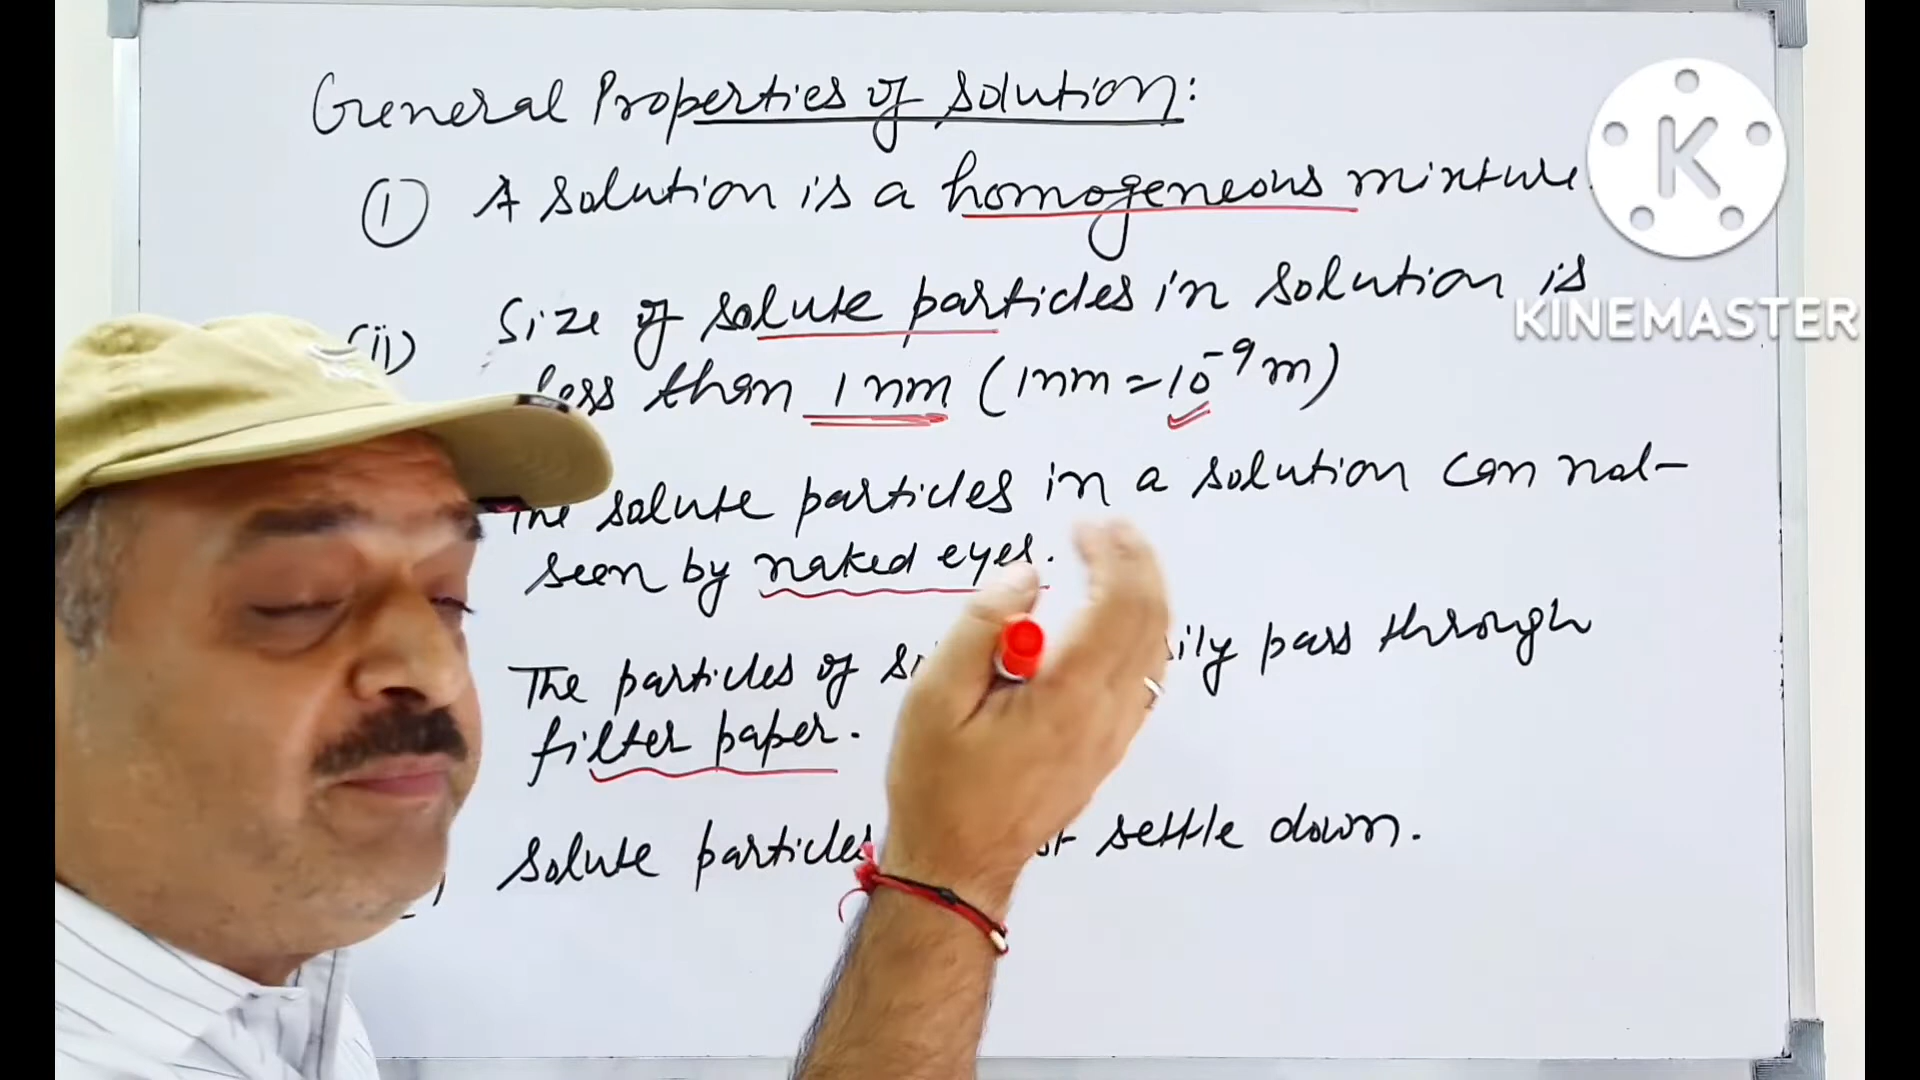 General Properties of solution:
(i) A solution is a homogeneous mixture.
(ii) Size of solute particles in solution is
less than 1 nm (1nm = 10⁻⁹ m)
The solute particles in a solution can not
seen by naked eyes.
The particles of pass through
filter paper.
solute particles settle down.
K
KINEMASTER